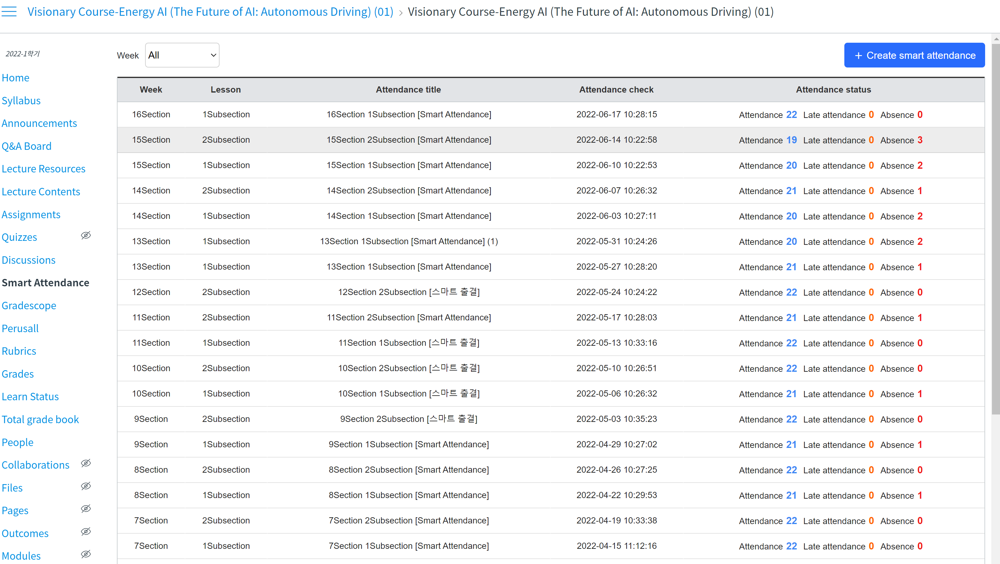 Visionary Course-Energy AI (The Future of AI: Autonomous Driving) (01) › Visionary Course-Energy AI (The Future of AI: Autonomous Driving) (01)
2022-1학기
Home
Syllabus
Announcements
Q&A Board
Lecture Resources
Lecture Contents
Assignments
Quizzes
Discussions
Smart Attendance
Gradescope
Perusall
Rubrics
Grades
Learn Status
Total grade book
People
Collaborations
Files
Pages
Outcomes
Modules
Week All
+ Create smart attendance
Week Lesson Attendance title Attendance check Attendance status
16Section 1Subsection 16Section 1Subsection [Smart Attendance] 2022-06-17 10:28:15 Attendance 22 Late attendance 0 Absence 0
15Section 2Subsection 15Section 2Subsection [Smart Attendance] 2022-06-14 10:22:58 Attendance 19 Late attendance 0 Absence 3
15Section 1Subsection 15Section 1Subsection [Smart Attendance] 2022-06-10 10:22:53 Attendance 20 Late attendance 0 Absence 2
14Section 2Subsection 14Section 2Subsection [Smart Attendance] 2022-06-07 10:26:32 Attendance 21 Late attendance 0 Absence 1
14Section 1Subsection 14Section 1Subsection [Smart Attendance] 2022-06-03 10:27:11 Attendance 20 Late attendance 0 Absence 2
13Section 1Subsection 13Section 1Subsection [Smart Attendance] (1) 2022-05-31 10:24:26 Attendance 20 Late attendance 0 Absence 2
13Section 1Subsection 13Section 1Subsection [Smart Attendance] 2022-05-27 10:28:20 Attendance 21 Late attendance 0 Absence 1
12Section 2Subsection 12Section 2Subsection [스마트 출결] 2022-05-24 10:24:22 Attendance 22 Late attendance 0 Absence 0
11Section 2Subsection 11Section 2Subsection [Smart Attendance] 2022-05-17 10:28:03 Attendance 21 Late attendance 0 Absence 1
11Section 1Subsection 11Section 1Subsection [스마트 출결] 2022-05-13 10:33:16 Attendance 22 Late attendance 0 Absence 0
10Section 2Subsection 10Section 2Subsection [스마트 출결] 2022-05-10 10:26:51 Attendance 22 Late attendance 0 Absence 0
10Section 1Subsection 10Section 1Subsection [스마트 출결] 2022-05-06 10:26:32 Attendance 21 Late attendance 0 Absence 1
9Section 2Subsection 9Section 2Subsection [스마트 출결] 2022-05-03 10:35:23 Attendance 22 Late attendance 0 Absence 0
9Section 1Subsection 9Section 1Subsection [Smart Attendance] 2022-04-29 10:27:02 Attendance 21 Late attendance 0 Absence 1
8Section 2Subsection 8Section 2Subsection [Smart Attendance] 2022-04-26 10:27:25 Attendance 22 Late attendance 0 Absence 0
8Section 1Subsection 8Section 1Subsection [Smart Attendance] 2022-04-22 10:29:53 Attendance 21 Late attendance 0 Absence 1
7Section 2Subsection 7Section 2Subsection [Smart Attendance] 2022-04-19 10:33:38 Attendance 22 Late attendance 0 Absence 0
7Section 1Subsection 7Section 1Subsection [Smart Attendance] 2022-04-15 11:12:16 Attendance 22 Late attendance 0 Absence 0